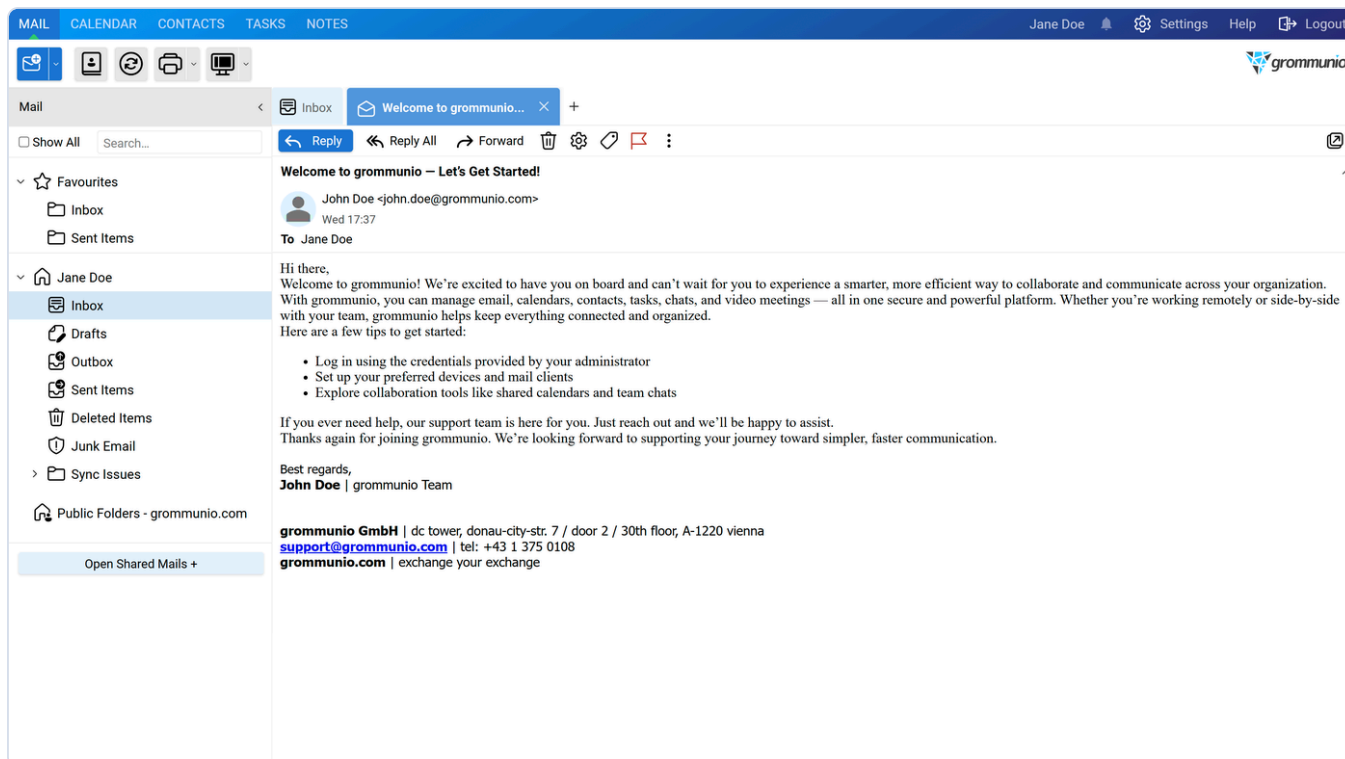 MAIL CALENDAR CONTACTS TASKS NOTES Jane Doe Settings Help Logout
grommunio
Mail
Inbox
Welcome to grommunio...
Show All
Search...
Reply
Reply All
Forward
Favourites
Inbox
Sent Items
Jane Doe
Inbox
Drafts
Outbox
Sent Items
Deleted Items
Junk Email
Sync Issues
Public Folders - grommunio.com
Open Shared Mails +
Welcome to grommunio — Let's Get Started!
John Doe <john.doe@grommunio.com>
Wed 17:37
To Jane Doe
Hi there,
Welcome to grommunio! We're excited to have you on board and can't wait for you to experience a smarter, more efficient way to collaborate and communicate across your organization.
With grommunio, you can manage email, calendars, contacts, tasks, chats, and video meetings — all in one secure and powerful platform. Whether you're working remotely or side-by-side
with your team, grommunio helps keep everything connected and organized.
Here are a few tips to get started:
• Log in using the credentials provided by your administrator
• Set up your preferred devices and mail clients
• Explore collaboration tools like shared calendars and team chats
If you ever need help, our support team is here for you. Just reach out and we'll be happy to assist.
Thanks again for joining grommunio. We're looking forward to supporting your journey toward simpler, faster communication.
Best regards,
John Doe | grommunio Team
grommunio GmbH | dc tower, donau-city-str. 7 / door 2 / 30th floor, A-1220 vienna
support@grommunio.com | tel: +43 1 375 0108
grommunio.com | exchange your exchange